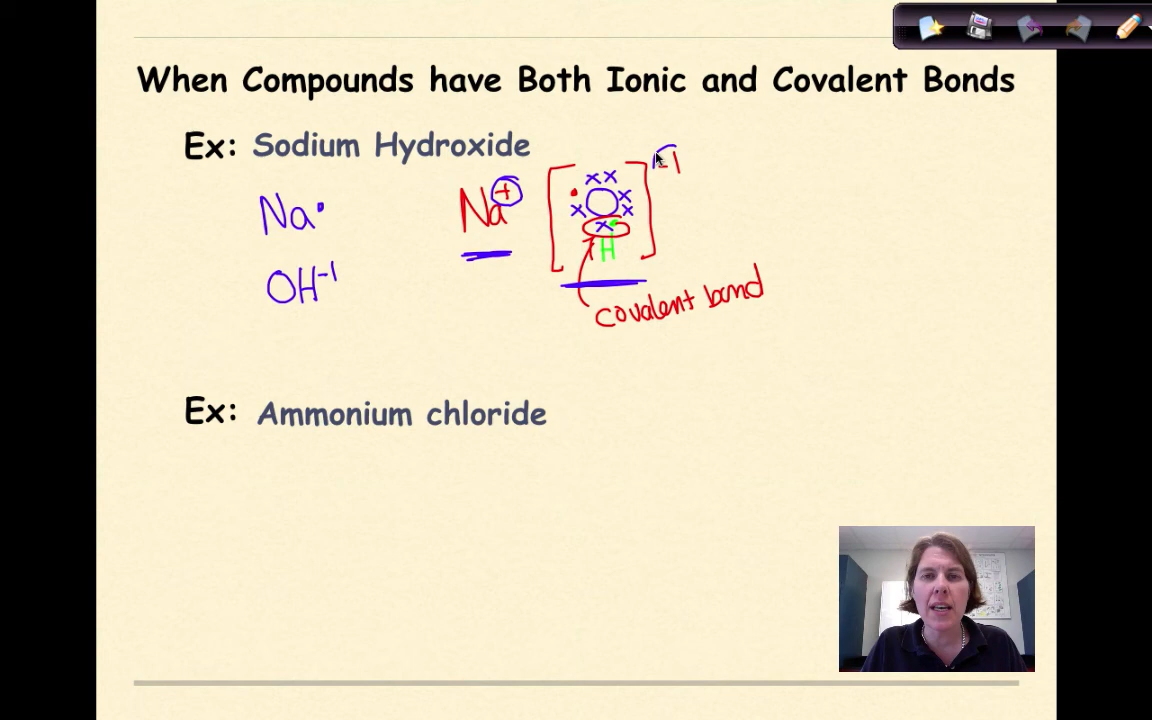 When Compounds have Both Ionic and Covalent Bonds
Ex: Sodium Hydroxide
Na• Na+ [ x x • O x x x x • H ] -1
OH-1
covalent bond
Ex: Ammonium chloride